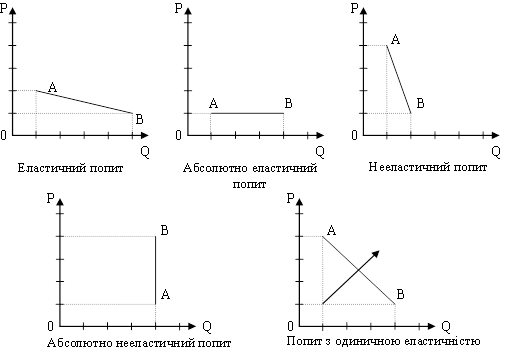 P
A
B
0
Q
Еластичний попит
P
A
B
0
Q
Абсолютно еластичний
попит
P
A
B
0
Q
Нееластичний попит
P
B
A
0
Q
Абсолютно нееластичний попит
P
A
B
0
Q
Попит з одиничною еластичністю